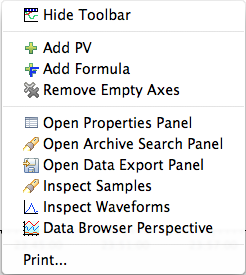 Hide Toolbar
Add PV
Add Formula
Remove Empty Axes
Open Properties Panel
Open Archive Search Panel
Open Data Export Panel
Inspect Samples
Inspect Waveforms
Data Browser Perspective
Print...